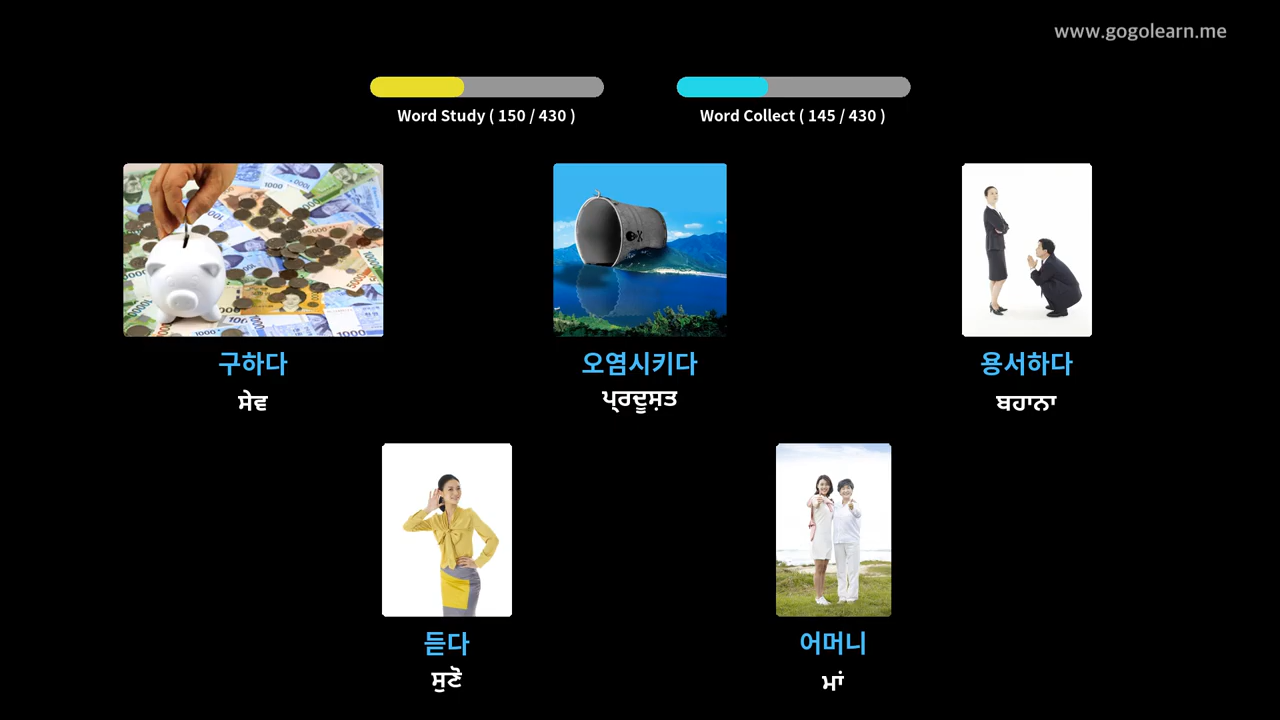 www.gogolearn.me
Word Study ( 150 / 430 )
Word Collect ( 145 / 430 )
구하다
오염시키다
용서하다
ਸੇਵ
ਪ੍ਰਦੂਸ਼ਤ
ਬਹਾਨਾ
듣다
어머니
ਸੁਣੋ
ਮਾਂ